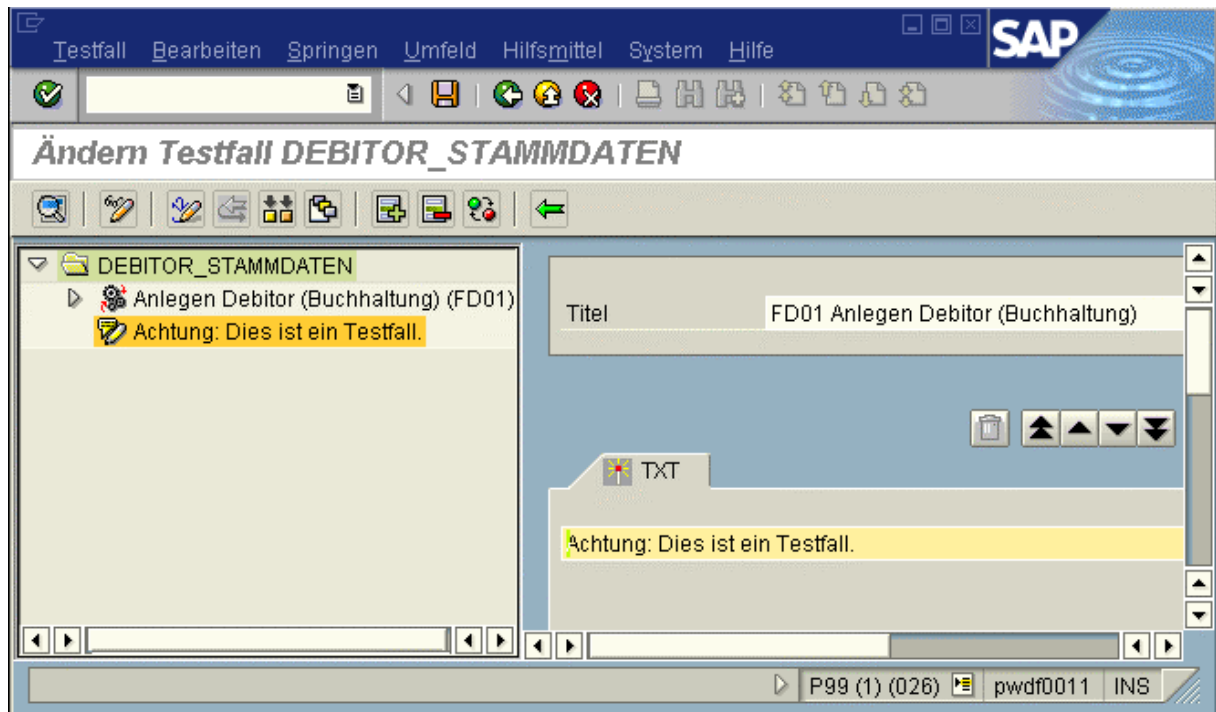 Testfall Bearbeiten Springen Umfeld Hilfsmittel System Hilfe
SAP
Ändern Testfall DEBITOR_STAMMDATEN
DEBITOR_STAMMDATEN
Anlegen Debitor (Buchhaltung) (FD01)
Achtung: Dies ist ein Testfall.
Titel FD01 Anlegen Debitor (Buchhaltung)
TXT
Achtung: Dies ist ein Testfall.
P99 (1) (026) pwdf0011 INS